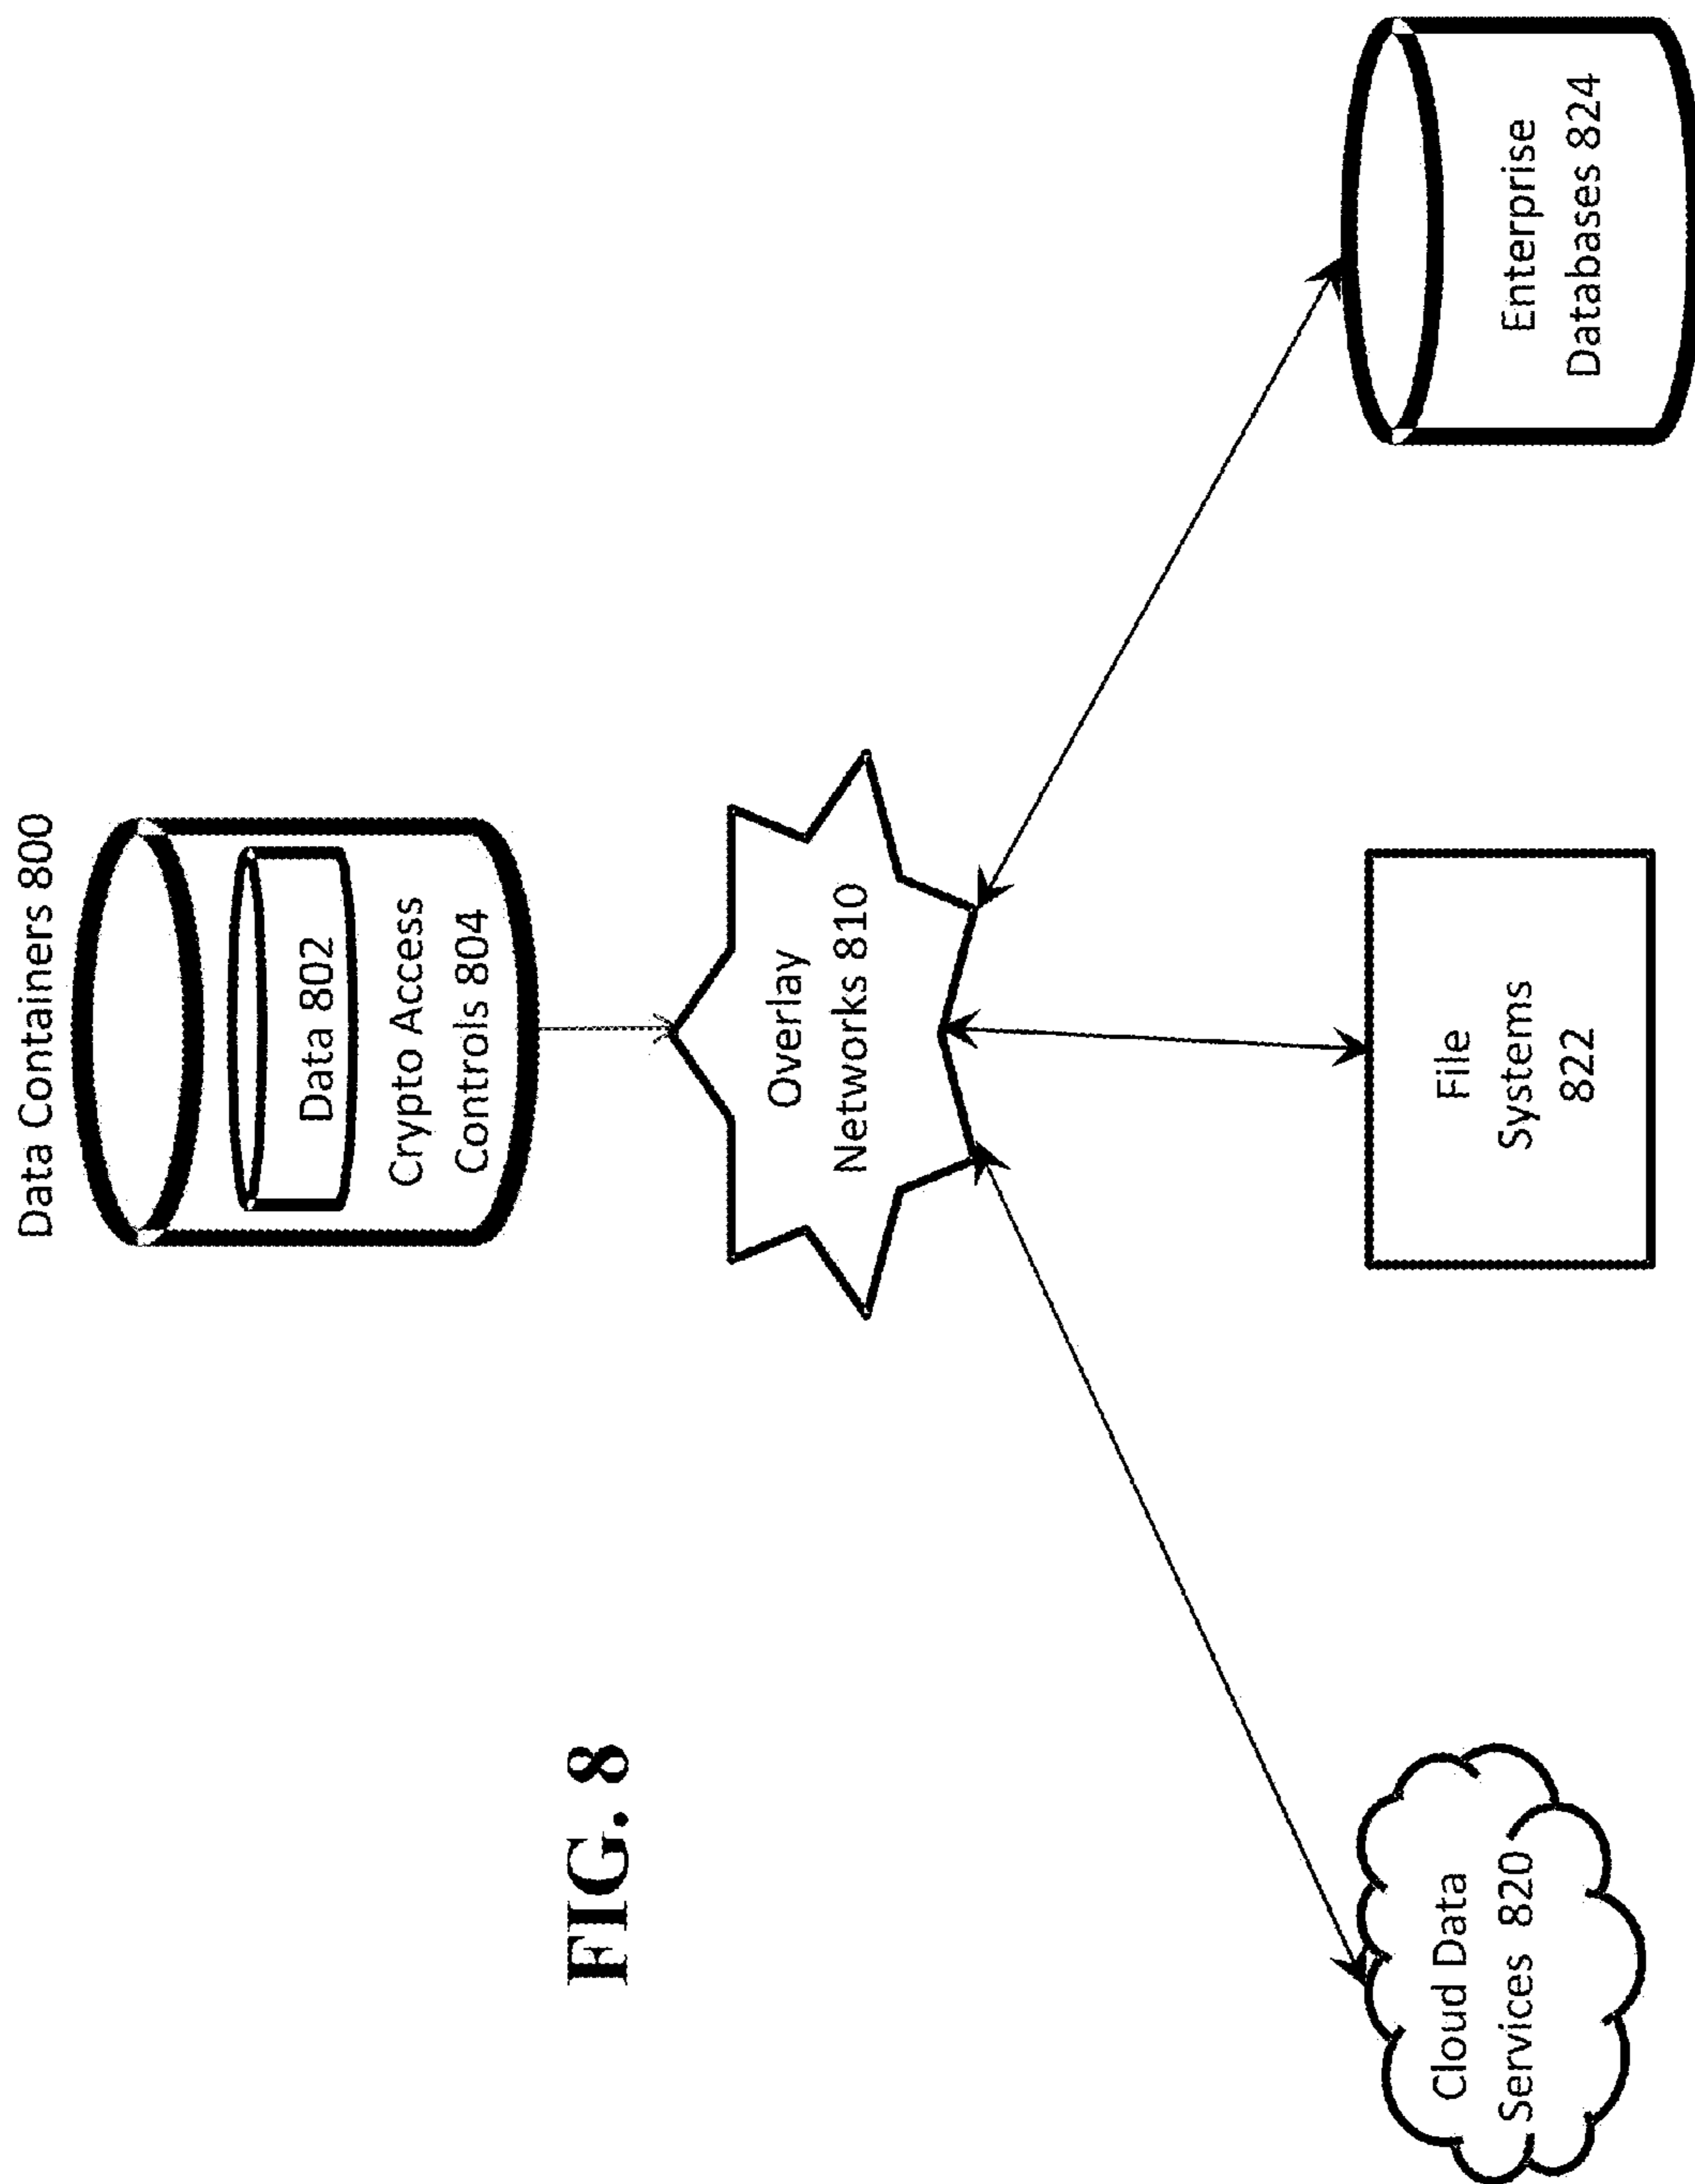 Data Containers 800
Data 802
Crypto Access
Controls 804
FIG. 8
Overlay
Networks 810
Cloud Data
Services 820
File
Systems
822
Enterprise
Databases 824